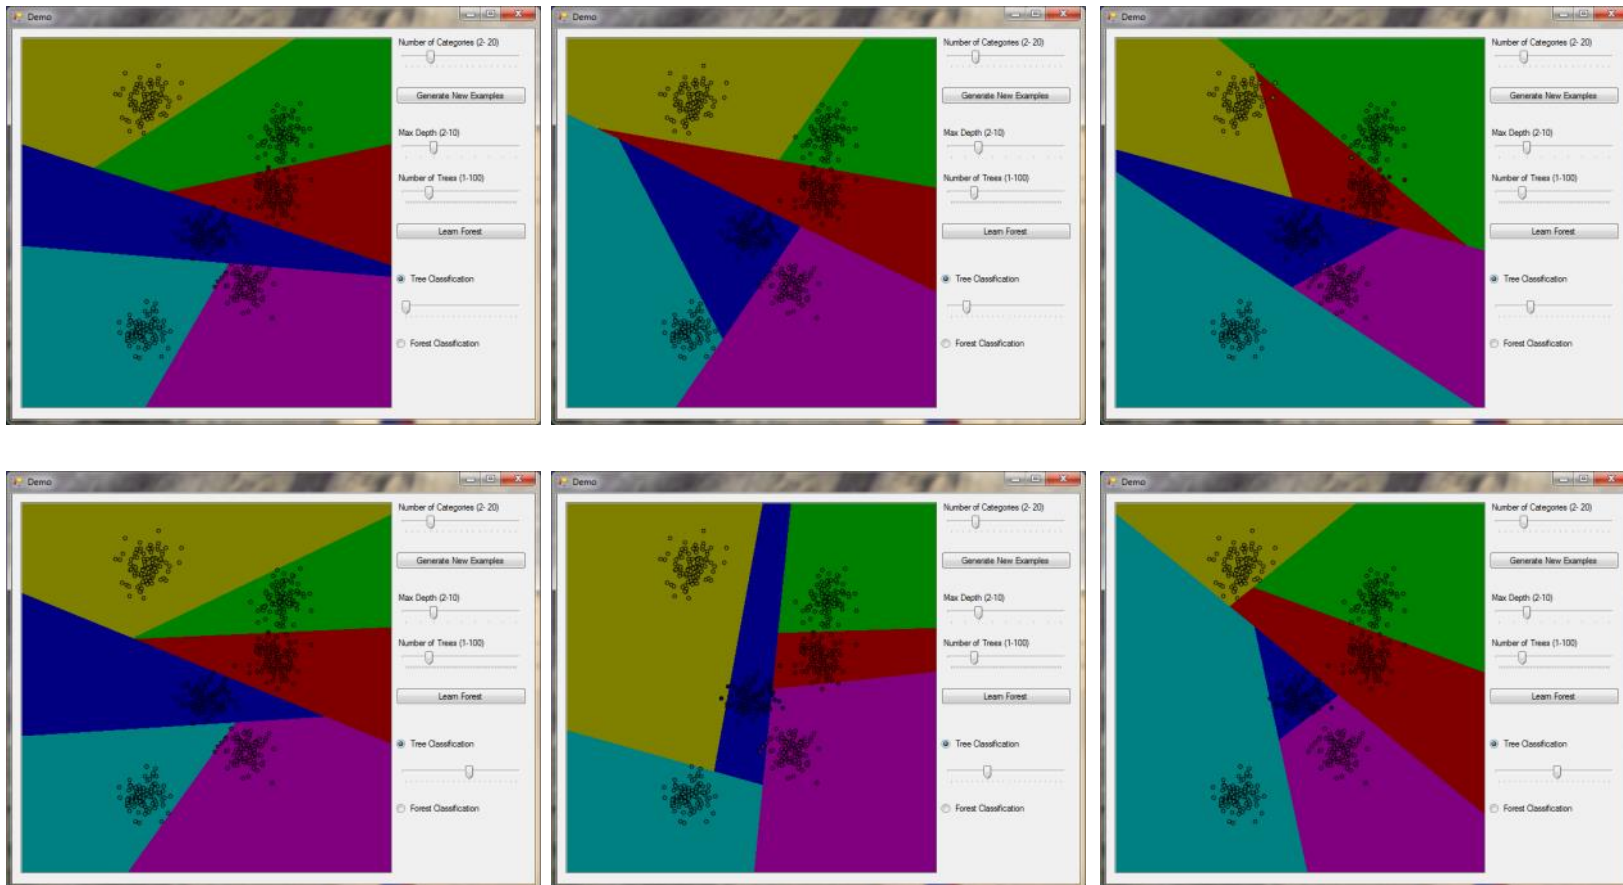 Demo
Number of Categories (2- 20)
Generate New Examples
Max Depth (2-10)
Number of Trees (1-100)
Learn Forest
Tree Classification
Forest Classification
Demo
Number of Categories (2- 20)
Generate New Examples
Max Depth (2-10)
Number of Trees (1-100)
Learn Forest
Tree Classification
Forest Classification
Demo
Number of Categories (2- 20)
Generate New Examples
Max Depth (2-10)
Number of Trees (1-100)
Learn Forest
Tree Classification
Forest Classification
Demo
Number of Categories (2- 20)
Generate New Examples
Max Depth (2-10)
Number of Trees (1-100)
Learn Forest
Tree Classification
Forest Classification
Demo
Number of Categories (2- 20)
Generate New Examples
Max Depth (2-10)
Number of Trees (1-100)
Learn Forest
Tree Classification
Forest Classification
Demo
Number of Categories (2- 20)
Generate New Examples
Max Depth (2-10)
Number of Trees (1-100)
Learn Forest
Tree Classification
Forest Classification